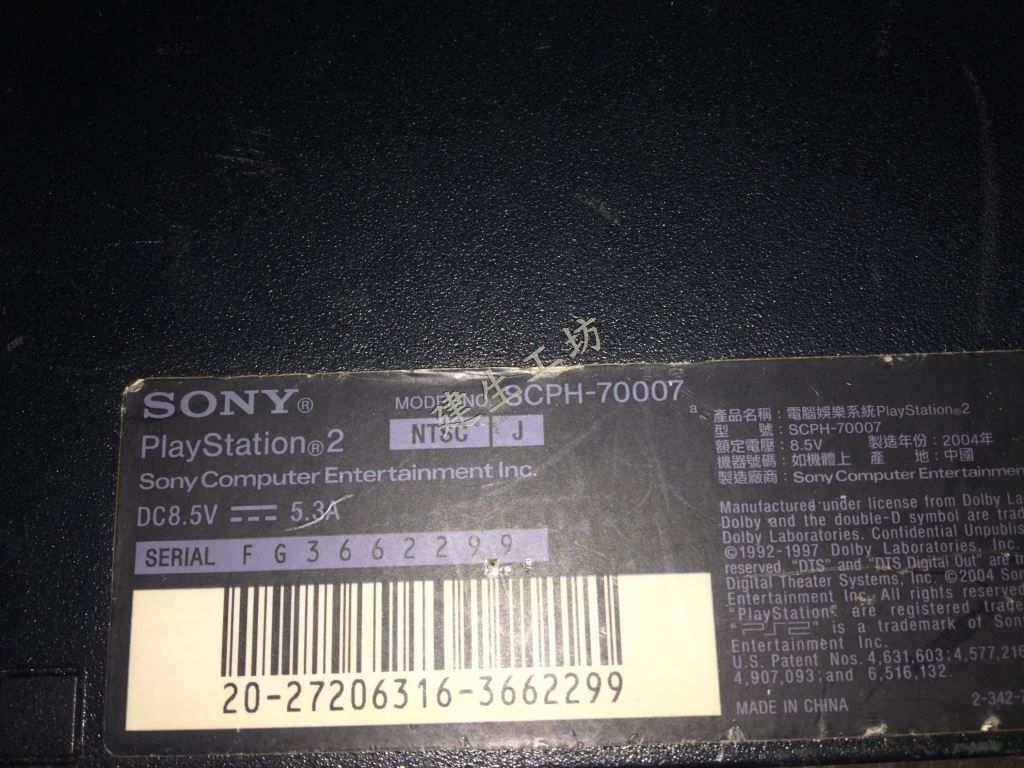 建生工坊
SONY®
MODEL NO. SCPH-70007
PlayStation®2
NTSC J
Sony Computer Entertainment Inc.
DC8.5V 5.3A
SERIAL FG3662299
20-27206316-3662299
a
產品名稱：電腦娛樂系統PlayStation®2
型 號：SCPH-70007
額定電壓：8.5V 製造年份：2004年
機器號碼：如機體上 產 地：中國
製造廠商：Sony Computer Entertainmen
Manufactured under license from Dolby La
Dolby and the double-D symbol are trad
Dolby Laboratories. Confidential Unpublis
©1992-1997 Dolby Laboratories, Inc.
reserved "DTS" and "DTS Digital Out" are t
Digital Theater Systems, Inc. ©2004 Son
Entertainment Inc. All rights reserved
"PlayStation" are registered trade
"PS2" is a trademark of Sony
Entertainment Inc.
U.S. Patent Nos. 4,631,603; 4,577,216
4,907,093; and 6,516,132.
MADE IN CHINA
2-342-